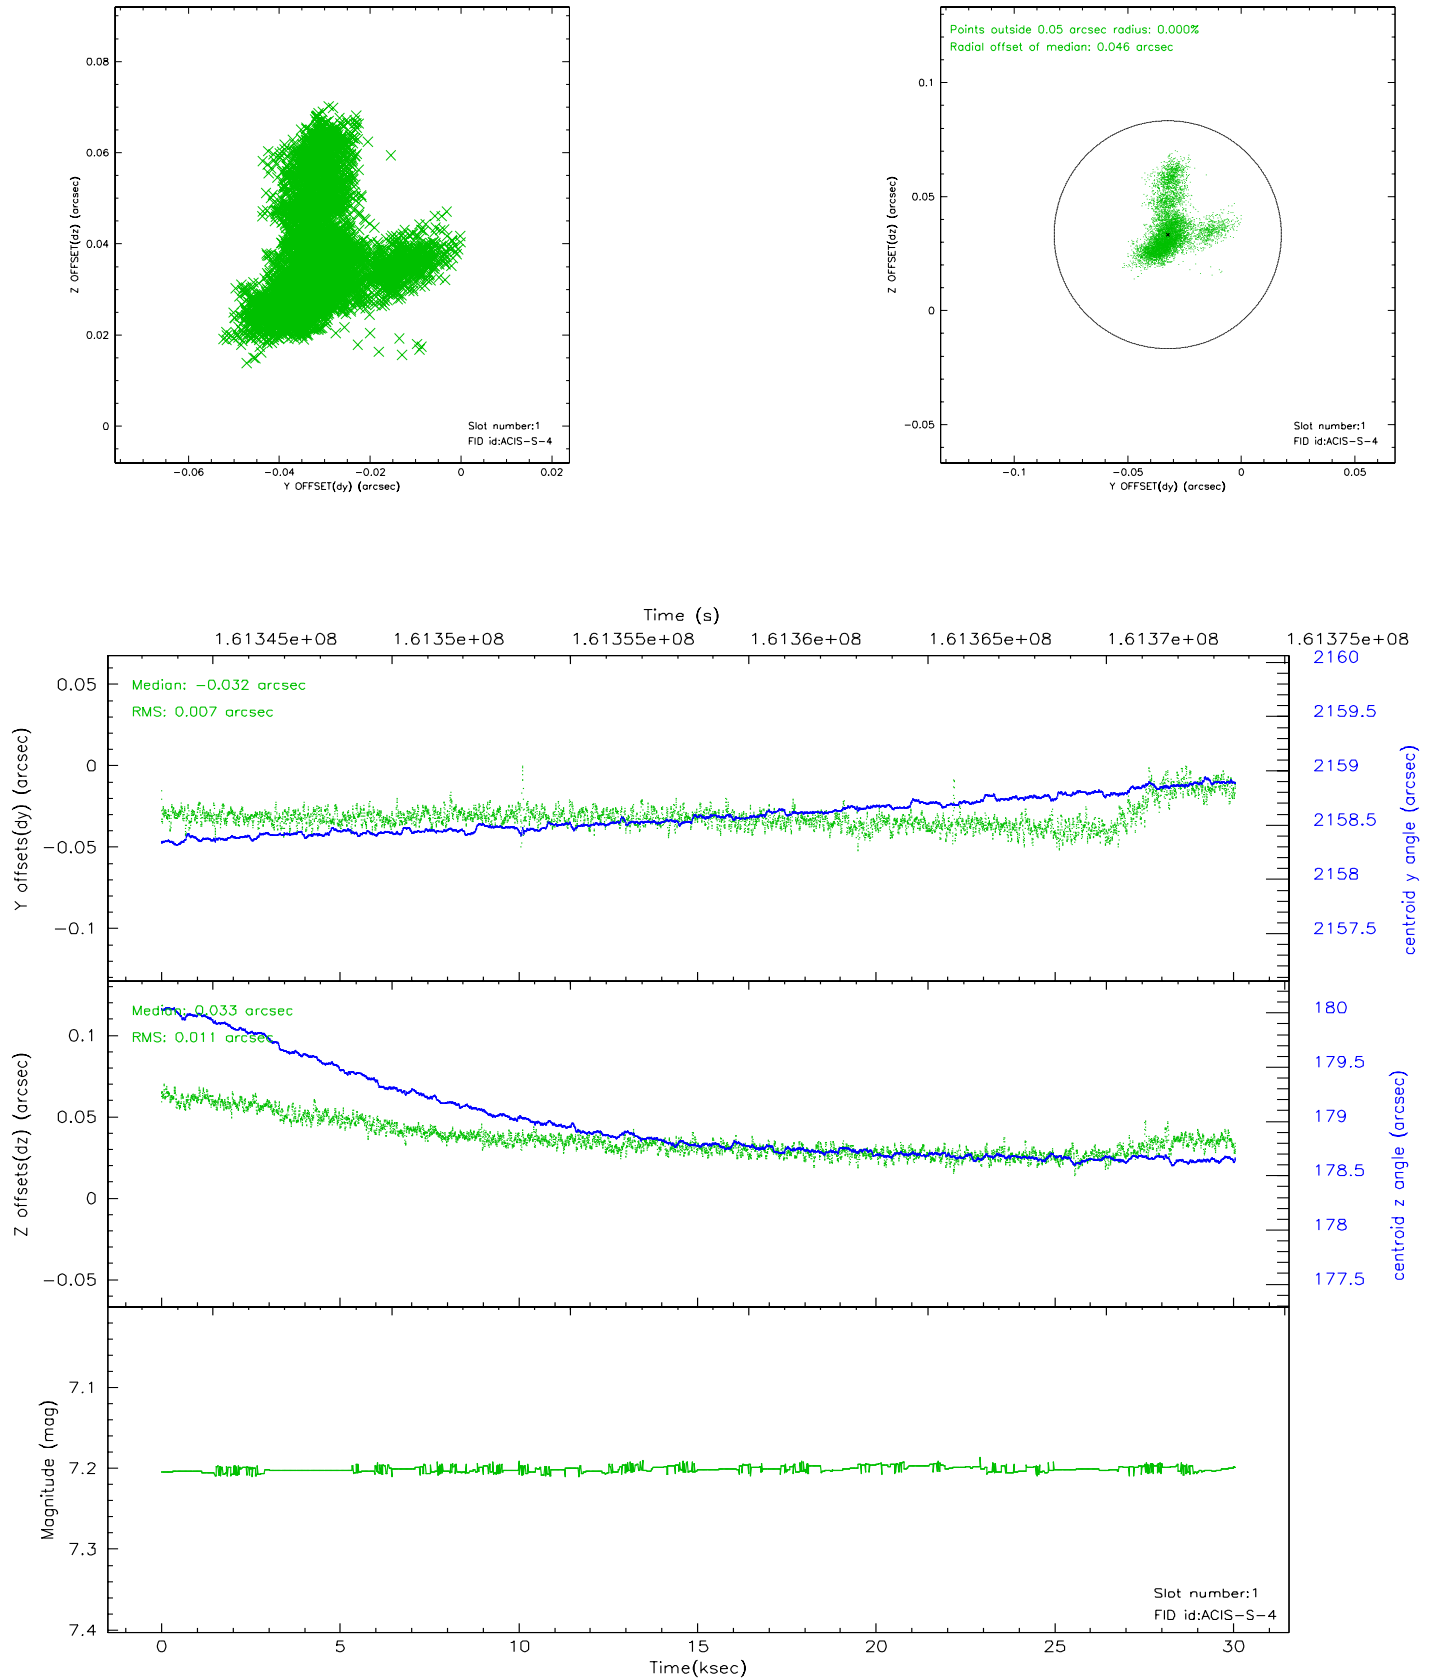 0.08
0.06
0.04
0.02
0
Z OFFSET(dz) (arcsec)
Slot number:1
FID id:ACIS-S-4
-0.06 -0.04 -0.02 0 0.02
Y OFFSET(dy) (arcsec)
Points outside 0.05 arcsec radius: 0.000%
Radial offset of median: 0.046 arcsec
0.1
0.05
0
-0.05
Z OFFSET(dz) (arcsec)
Slot number:1
FID id:ACIS-S-4
-0.1 -0.05 0 0.05
Y OFFSET(dy) (arcsec)
Time (s)
1.61345e+08 1.6135e+08 1.61355e+08 1.6136e+08 1.61365e+08 1.6137e+08 1.61375e+08
Median: -0.032 arcsec
RMS: 0.007 arcsec
0.05
0
-0.05
-0.1
Y offsets(dy) (arcsec)
2160
2159.5
2159
2158.5
2158
2157.5
centroid y angle (arcsec)
Median: 0.033 arcsec
RMS: 0.011 arcsec
0.1
0.05
0
-0.05
Z offsets(dz) (arcsec)
180
179.5
179
178.5
178
177.5
centroid z angle (arcsec)
7.1
7.2
7.3
7.4
Magnitude (mag)
Slot number:1
FID id:ACIS-S-4
0 5 10 15 20 25 30
Time(ksec)